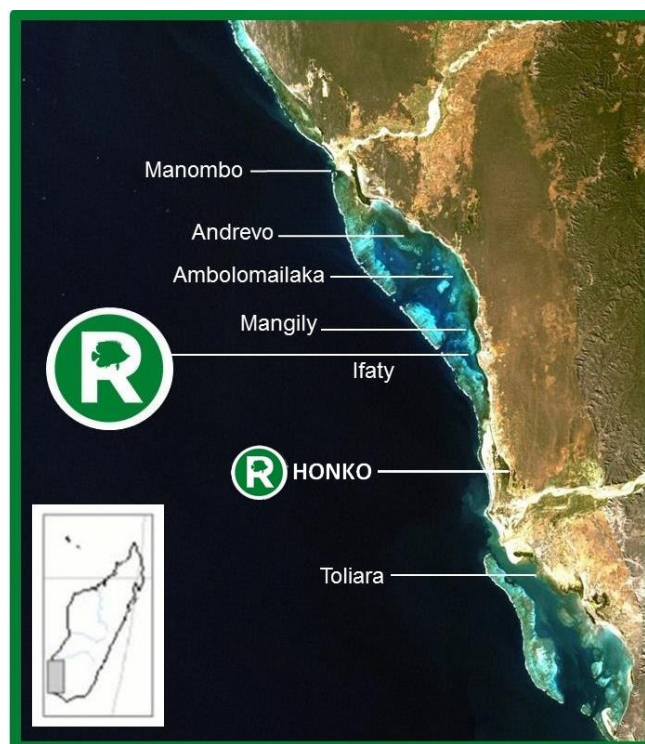 Manombo
Andrevo
Ambolomailaka
Mangily
R
Ifaty
R HONKO
Toliara